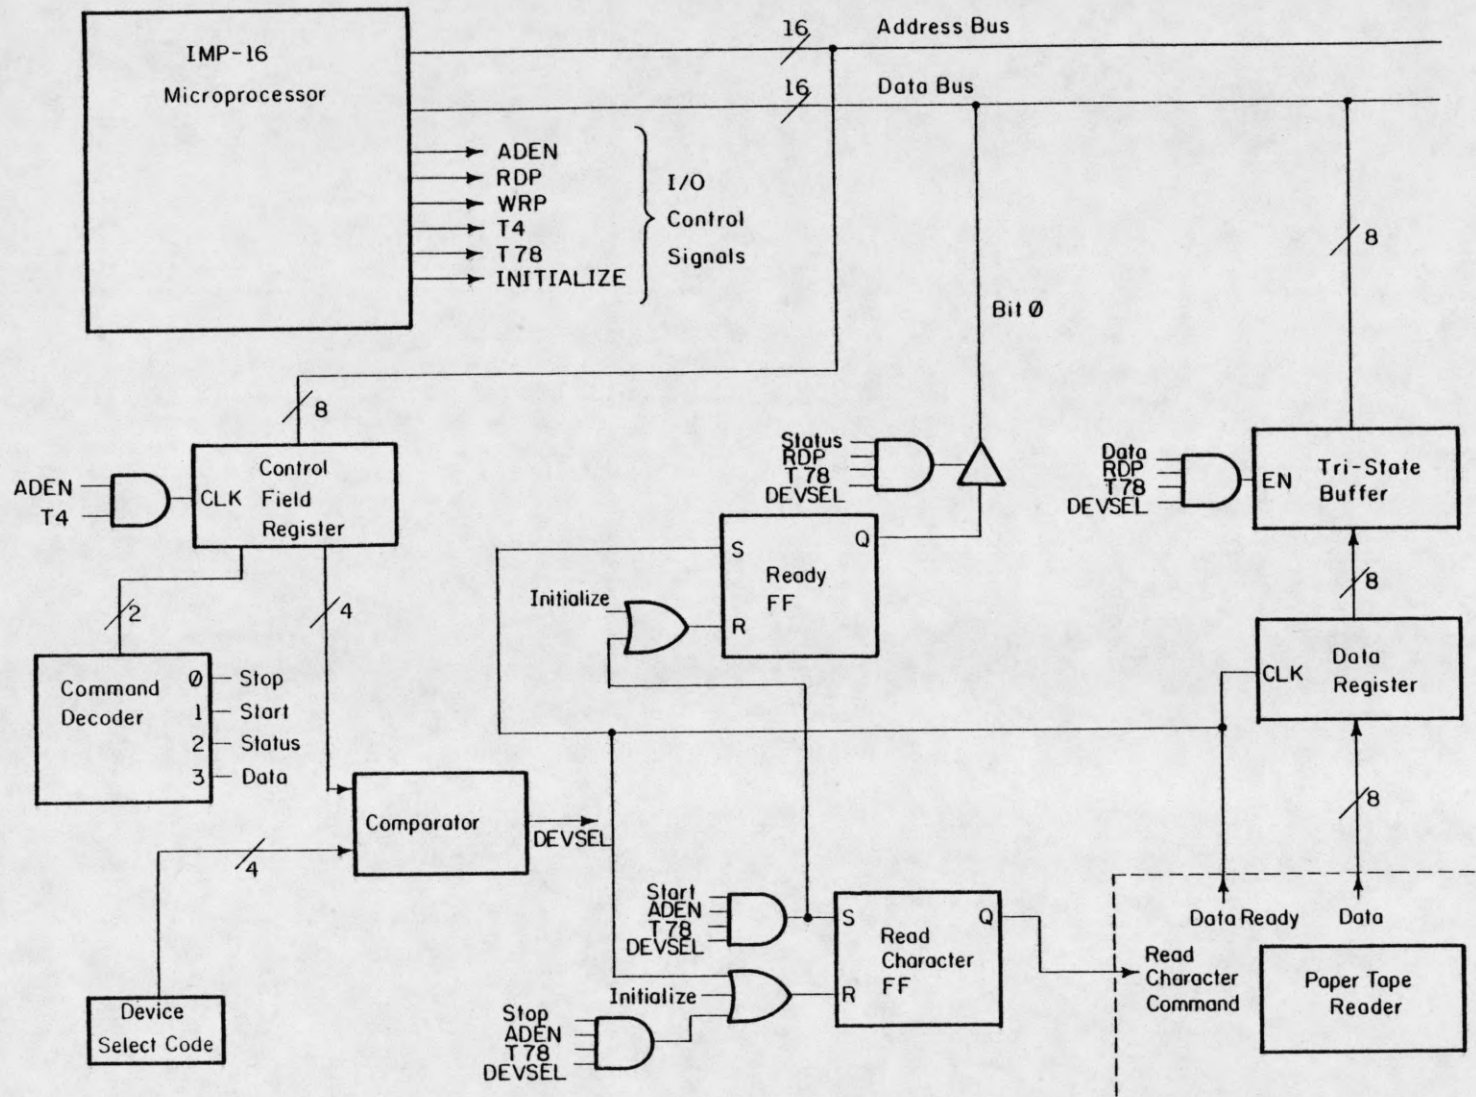 IMP-16
Microprocessor
16
Address Bus
16
Data Bus
ADEN
RDP
WRP
T4
T78
INITIALIZE
I/O
Control
Signals
8
Bit Ø
8
ADEN
T4
CLK
Control
Field
Register
Status
RDP
T78
DEVSEL
Data
RDP
T78
DEVSEL
EN
Tri-State
Buffer
2
4
S
Q
Ready
FF
R
Initialize
8
Command
Decoder
Ø
Stop
1
Start
2
Status
3
Data
CLK
Data
Register
Comparator
DEVSEL
4
8
Start
ADEN
T78
DEVSEL
S
Q
Read
Character
FF
R
Initialize
Stop
ADEN
T78
DEVSEL
Device
Select Code
Data Ready
Data
Read
Character
Command
Paper Tape
Reader